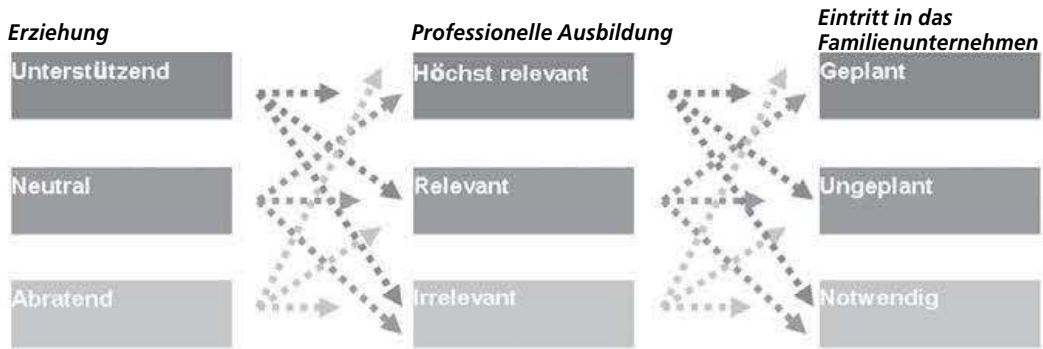 Erziehung
Professionelle Ausbildung
Eintritt in das
Familienunternehmen
Unterstützend
Höchst relevant
Geplant
Neutral
Relevant
Ungeplant
Abratend
Irrelevant
Notwendig